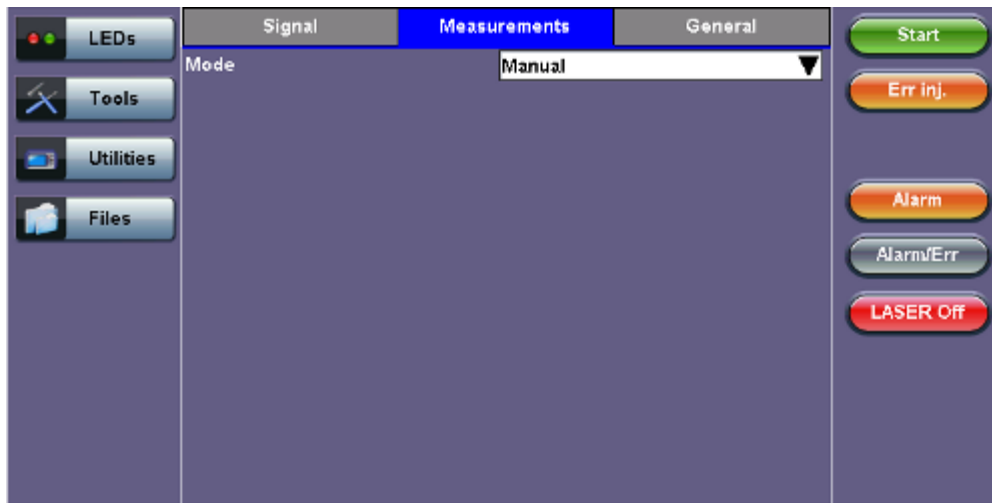 LEDs
Tools
Utilities
Files
Signal Measurements General
Mode Manual
Start
Err inj.
Alarm
Alarm/Err
LASER Off